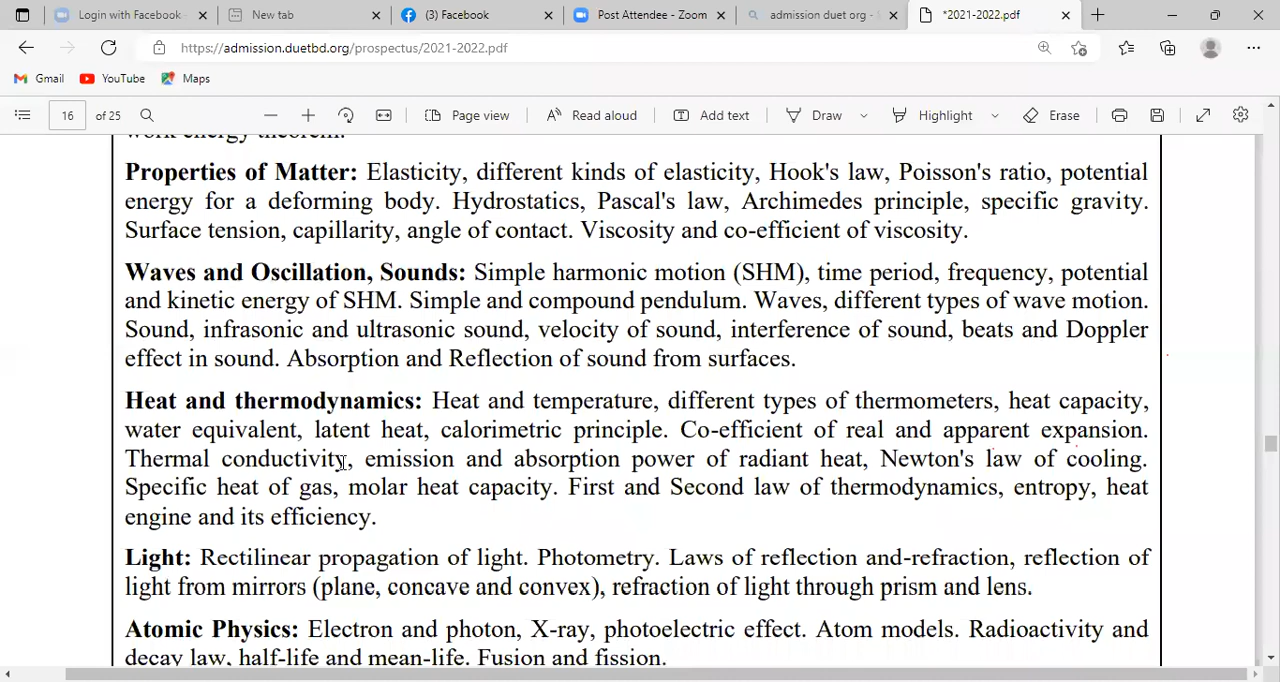 Login with Facebook
New tab
(3) Facebook
Post Attendee - Zoom
admission duet org -
*2021-2022.pdf
https://admission.duetbd.org/prospectus/2021-2022.pdf
Gmail YouTube Maps
16 of 25 Page view Read aloud Add text Draw Highlight Erase
work energy theorem.
Properties of Matter: Elasticity, different kinds of elasticity, Hook's law, Poisson's ratio, potential
energy for a deforming body. Hydrostatics, Pascal's law, Archimedes principle, specific gravity.
Surface tension, capillarity, angle of contact. Viscosity and co-efficient of viscosity.
Waves and Oscillation, Sounds: Simple harmonic motion (SHM), time period, frequency, potential
and kinetic energy of SHM. Simple and compound pendulum. Waves, different types of wave motion.
Sound, infrasonic and ultrasonic sound, velocity of sound, interference of sound, beats and Doppler
effect in sound. Absorption and Reflection of sound from surfaces.
Heat and thermodynamics: Heat and temperature, different types of thermometers, heat capacity,
water equivalent, latent heat, calorimetric principle. Co-efficient of real and apparent expansion.
Thermal conductivity, emission and absorption power of radiant heat, Newton's law of cooling.
Specific heat of gas, molar heat capacity. First and Second law of thermodynamics, entropy, heat
engine and its efficiency.
Light: Rectilinear propagation of light. Photometry. Laws of reflection and-refraction, reflection of
light from mirrors (plane, concave and convex), refraction of light through prism and lens.
Atomic Physics: Electron and photon, X-ray, photoelectric effect. Atom models. Radioactivity and
decay law, half-life and mean-life. Fusion and fission.